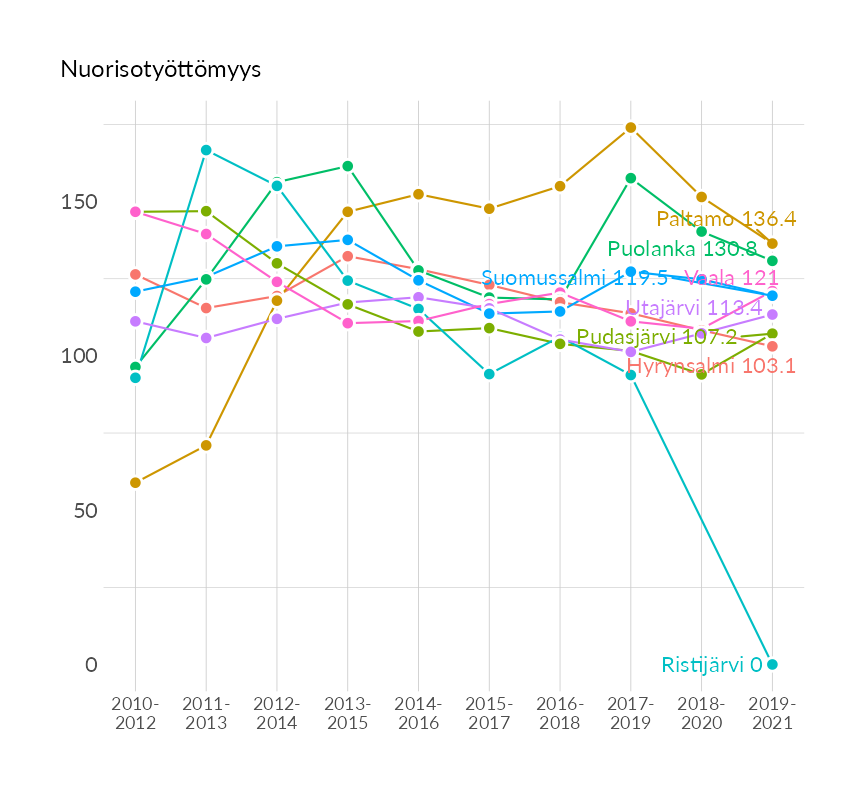 Nuorisotyöttömyys
150
100
50
0
Paltamo 136.4
Puolanka 130.8
Suomussalmi 119.5
Vaala 121
Utajärvi 113.4
Pudasjärvi 107.2
Hyrynsalmi 103.1
Ristijärvi 0
2010-
2012
2011-
2013
2012-
2014
2013-
2015
2014-
2016
2015-
2017
2016-
2018
2017-
2019
2018-
2020
2019-
2021